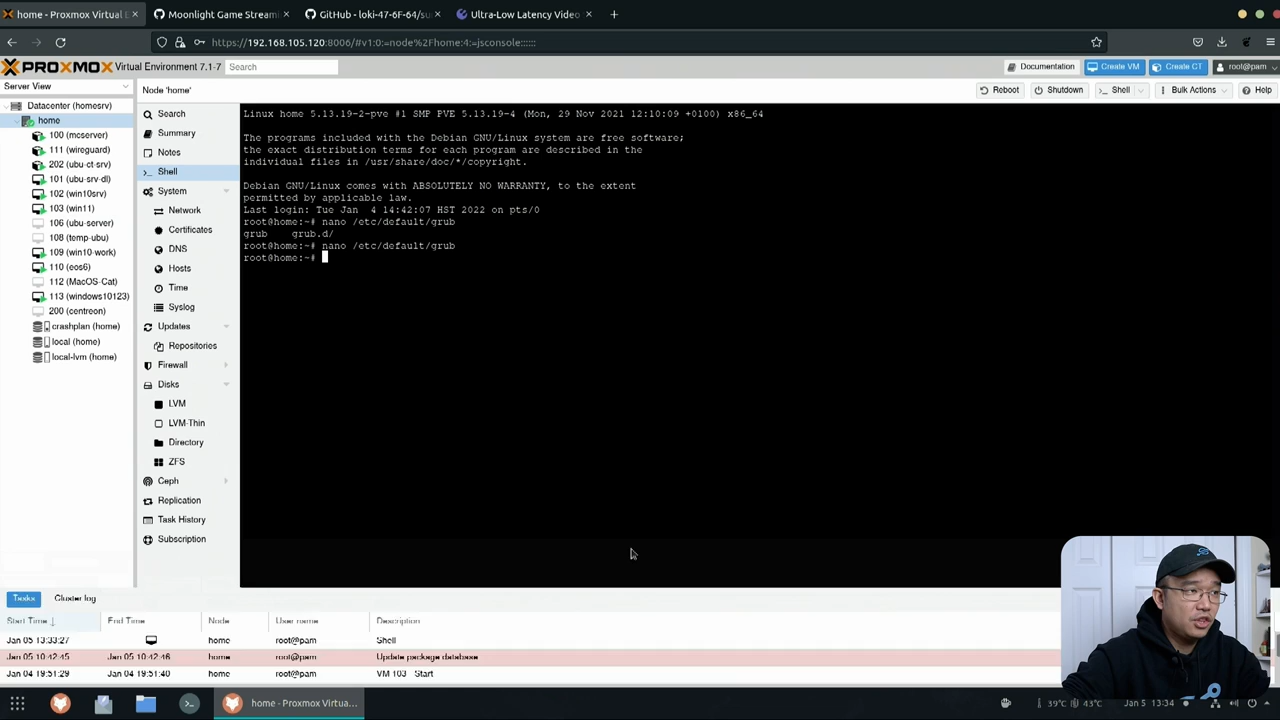 home - Proxmox Virtual E
Moonlight Game Streami
GitHub - loki-47-6F-64/su
Ultra-Low Latency Video
https://192.168.105.120:8006/#v1:0:=node%2Fhome:4:=jsconsole::::::
PROXMOX Virtual Environment 7.1-7
Search
Documentation
Create VM
Create CT
root@pam
Server View
Node 'home'
Reboot
Shutdown
Shell
Bulk Actions
Help
Datacenter (homesrv)
home
100 (mcserver)
111 (wireguard)
202 (ubu-ct-srv)
101 (ubu-srv-dl)
102 (win10srv)
103 (win11)
106 (ubu-server)
108 (temp-ubu)
109 (win10-work)
110 (eos6)
112 (MacOS-Cat)
113 (windows10123)
200 (centreon)
crashplan (home)
local (home)
local-lvm (home)
Search
Summary
Notes
Shell
System
Network
Certificates
DNS
Hosts
Time
Syslog
Updates
Repositories
Firewall
Disks
LVM
LVM-Thin
Directory
ZFS
Ceph
Replication
Task History
Subscription
Linux home 5.13.19-2-pve #1 SMP PVE 5.13.19-4 (Mon, 29 Nov 2021 12:10:09 +0100) x86_64
The programs included with the Debian GNU/Linux system are free software;
the exact distribution terms for each program are described in the
individual files in /usr/share/doc/*/copyright.
Debian GNU/Linux comes with ABSOLUTELY NO WARRANTY, to the extent
permitted by applicable law.
Last login: Tue Jan  4 14:42:07 HST 2022 on pts/0
root@home:~# nano /etc/default/grub
grub    grub.d/
root@home:~# nano /etc/default/grub
root@home:~#
Tasks
Cluster log
Start Time
End Time
Node
User name
Description
Jan 05 13:33:27
home
root@pam
Shell
Jan 05 10:42:45
Jan 05 10:42:46
home
root@pam
Update package database
Jan 04 19:51:29
Jan 04 19:51:40
home
root@pam
VM 103 - Start
home - Proxmox Virtua...
39°C
43°C
Jan 5 13:34